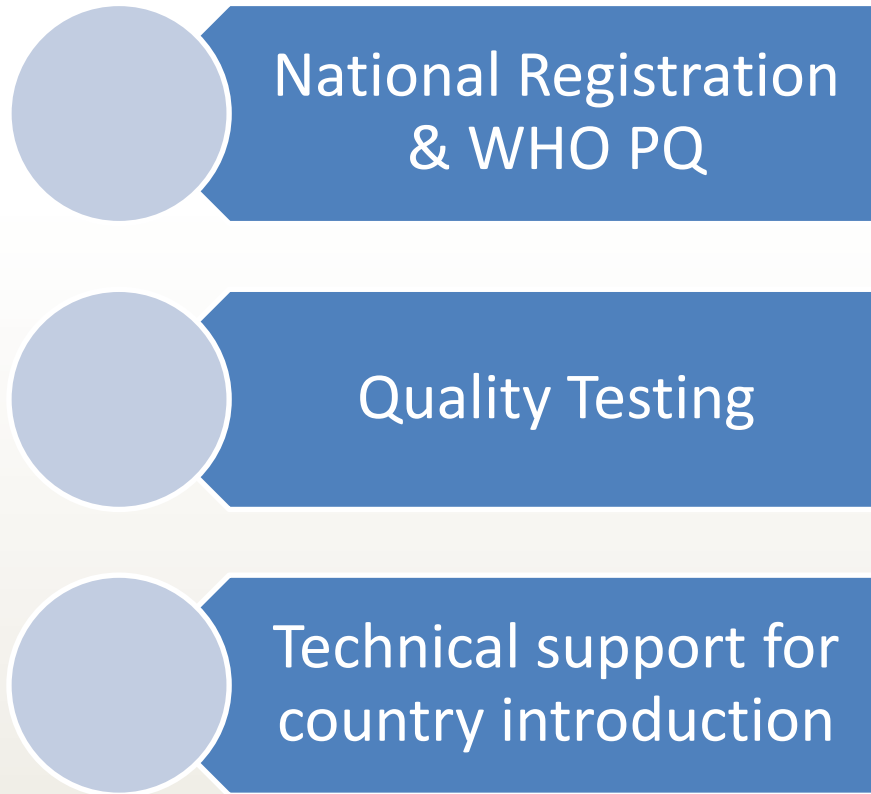 National Registration
& WHO PQ
Quality Testing
Technical support for
country introduction